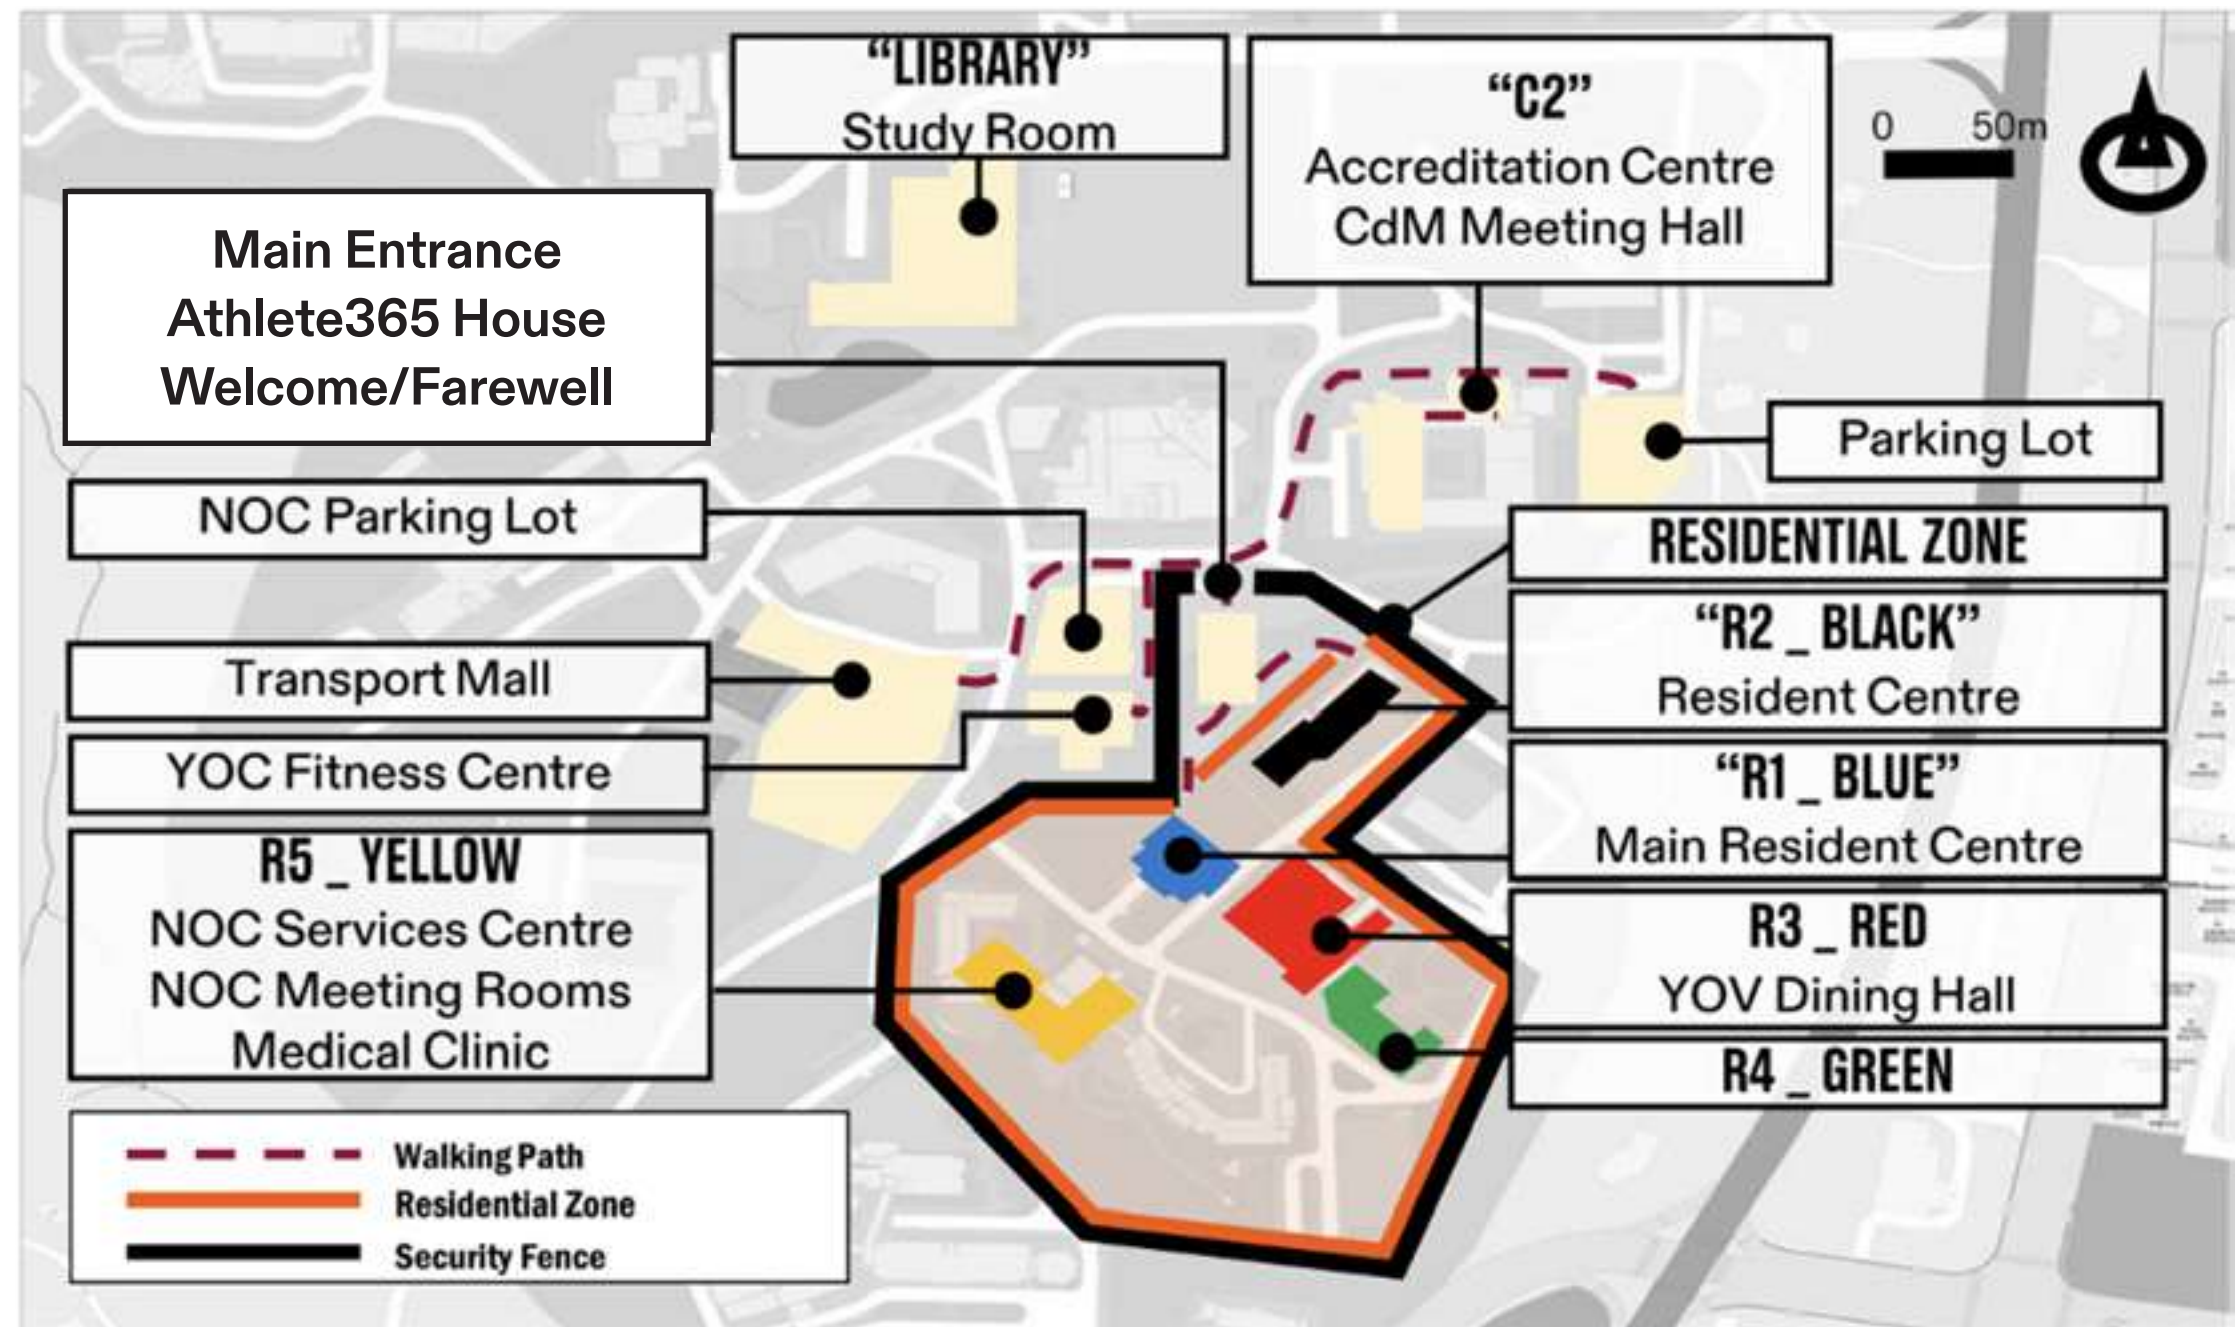 “LIBRARY”
Study Room
“C2”
Accreditation Centre
CdM Meeting Hall
0 50m
Main Entrance
Athlete365 House
Welcome/Farewell
Parking Lot
NOC Parking Lot
RESIDENTIAL ZONE
“R2 _ BLACK”
Resident Centre
Transport Mall
YOC Fitness Centre
“R1 _ BLUE”
Main Resident Centre
R5 _ YELLOW
NOC Services Centre
NOC Meeting Rooms
Medical Clinic
R3 _ RED
YOV Dining Hall
R4 _ GREEN
Walking Path
Residential Zone
Security Fence